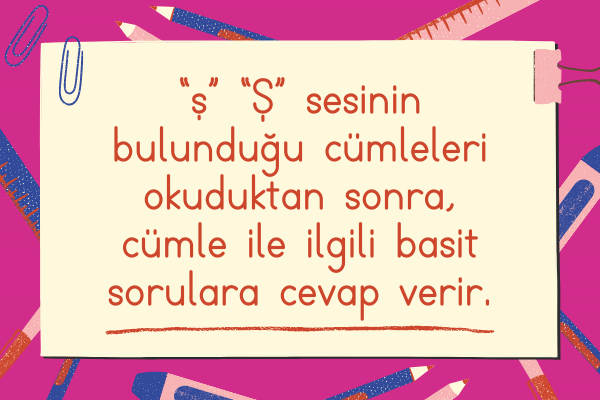 “ş” “Ş” sesinin
bulunduğu cümleleri
okuduktan sonra,
cümle ile ilgili basit
sorulara cevap verir.